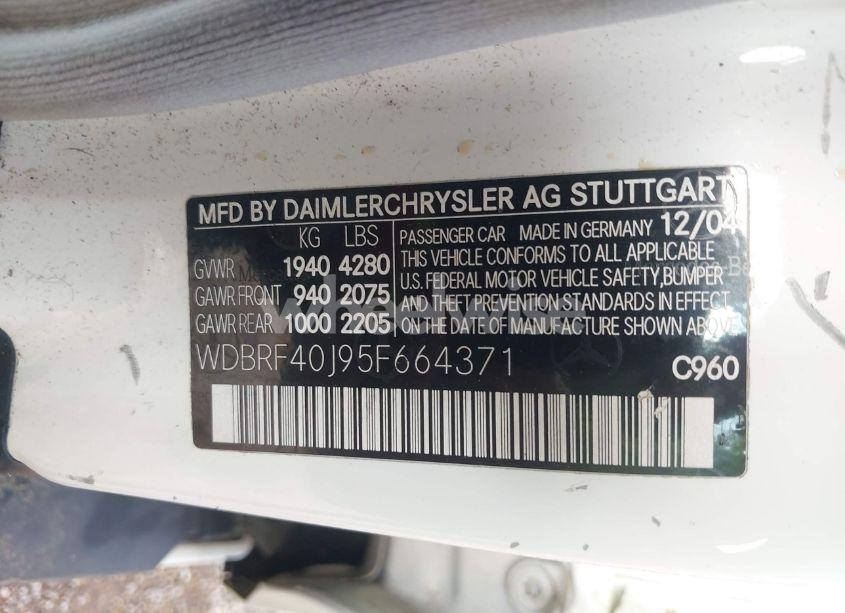 MFD BY DAIMLERCHRYSLER AG STUTTGART
KG LBS
GVWR 1940 4280
GAWR FRONT 940 2075
GAWR REAR 1000 2205
PASSENGER CAR MADE IN GERMANY 12/04
THIS VEHICLE CONFORMS TO ALL APPLICABLE
U.S. FEDERAL MOTOR VEHICLE SAFETY,BUMPER
AND THEFT PREVENTION STANDARDS IN EFFECT
ON THE DATE OF MANUFACTURE SHOWN ABOVE
WDBRF40J95F664371
C960